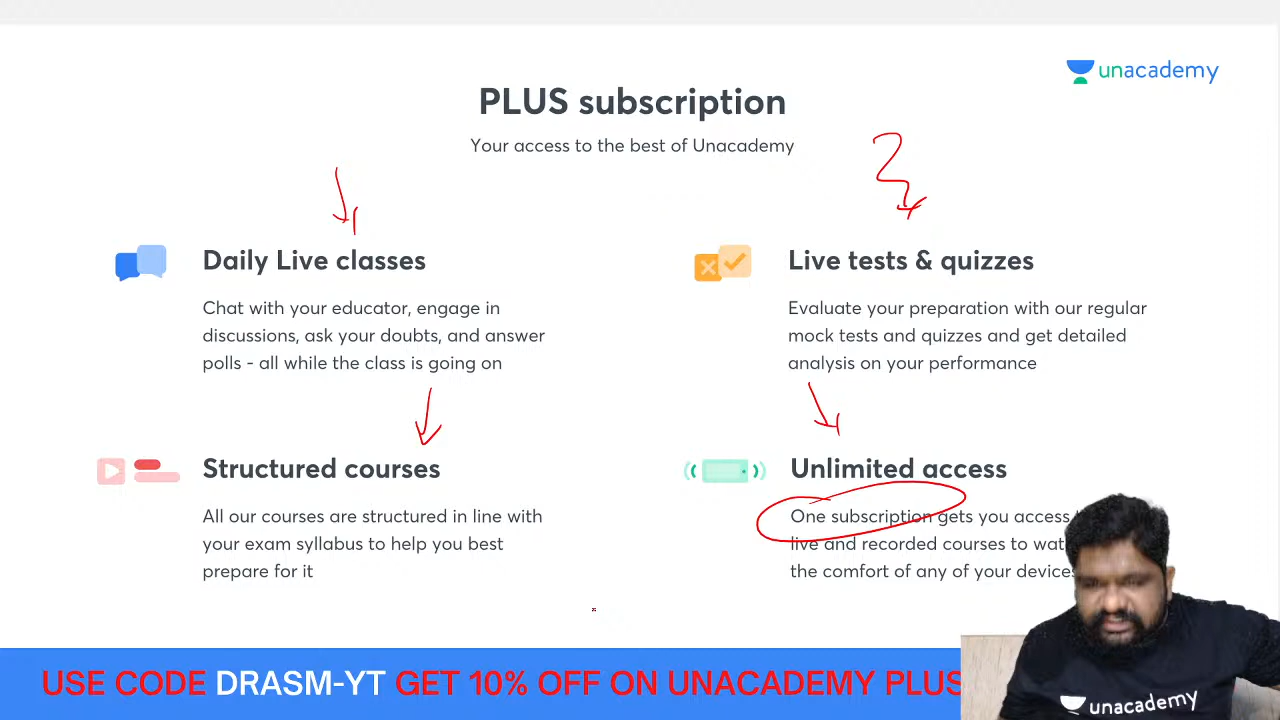 unacademy
PLUS subscription
Your access to the best of Unacademy
Daily Live classes
Chat with your educator, engage in
discussions, ask your doubts, and answer
polls - all while the class is going on
Live tests & quizzes
Evaluate your preparation with our regular
mock tests and quizzes and get detailed
analysis on your performance
Structured courses
All our courses are structured in line with
your exam syllabus to help you best
prepare for it
Unlimited access
One subscription gets you access
live and recorded courses to
the comfort of any of your devices
USE CODE DRASM-YT GET 10% OFF ON UNACADEMY PLUS
unacademy